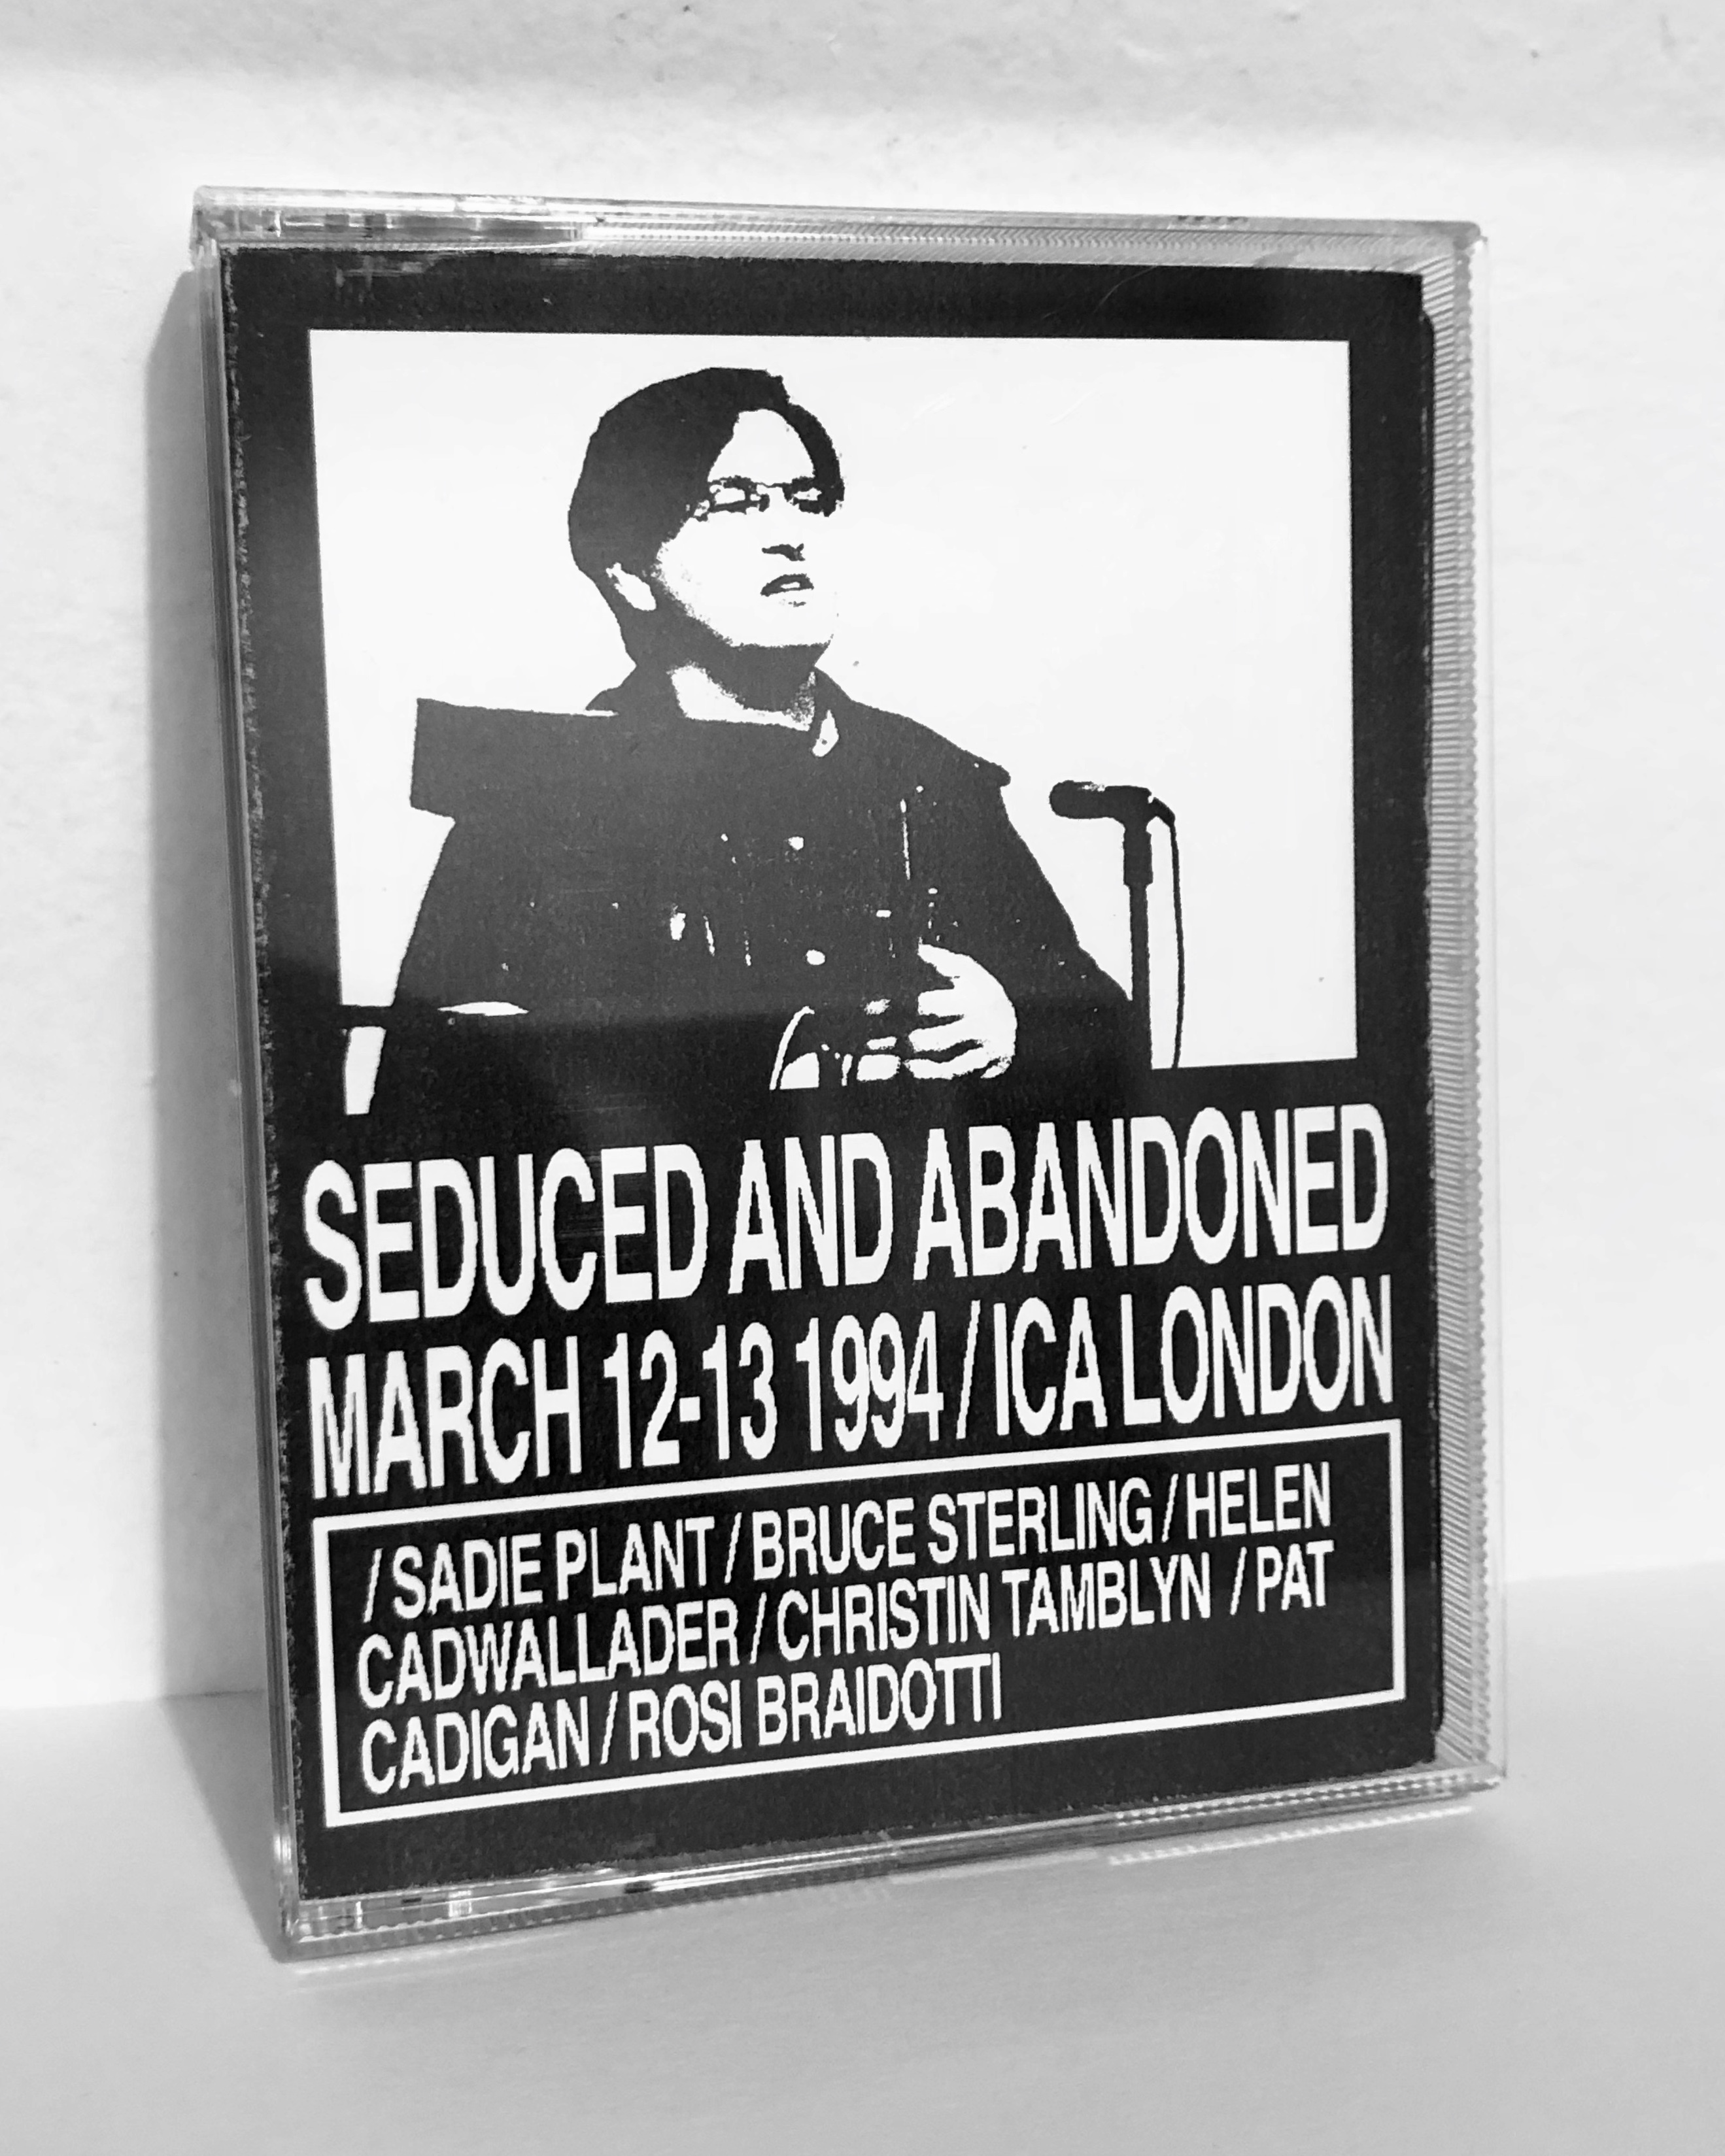 SEDUCED AND ABANDONED
MARCH 12-13 1994 / ICA LONDON
/ SADIE PLANT / BRUCE STERLING / HELEN
CADWALLADER / CHRISTIN TAMBLYN / PAT
CADIGAN / ROSI BRAIDOTTI